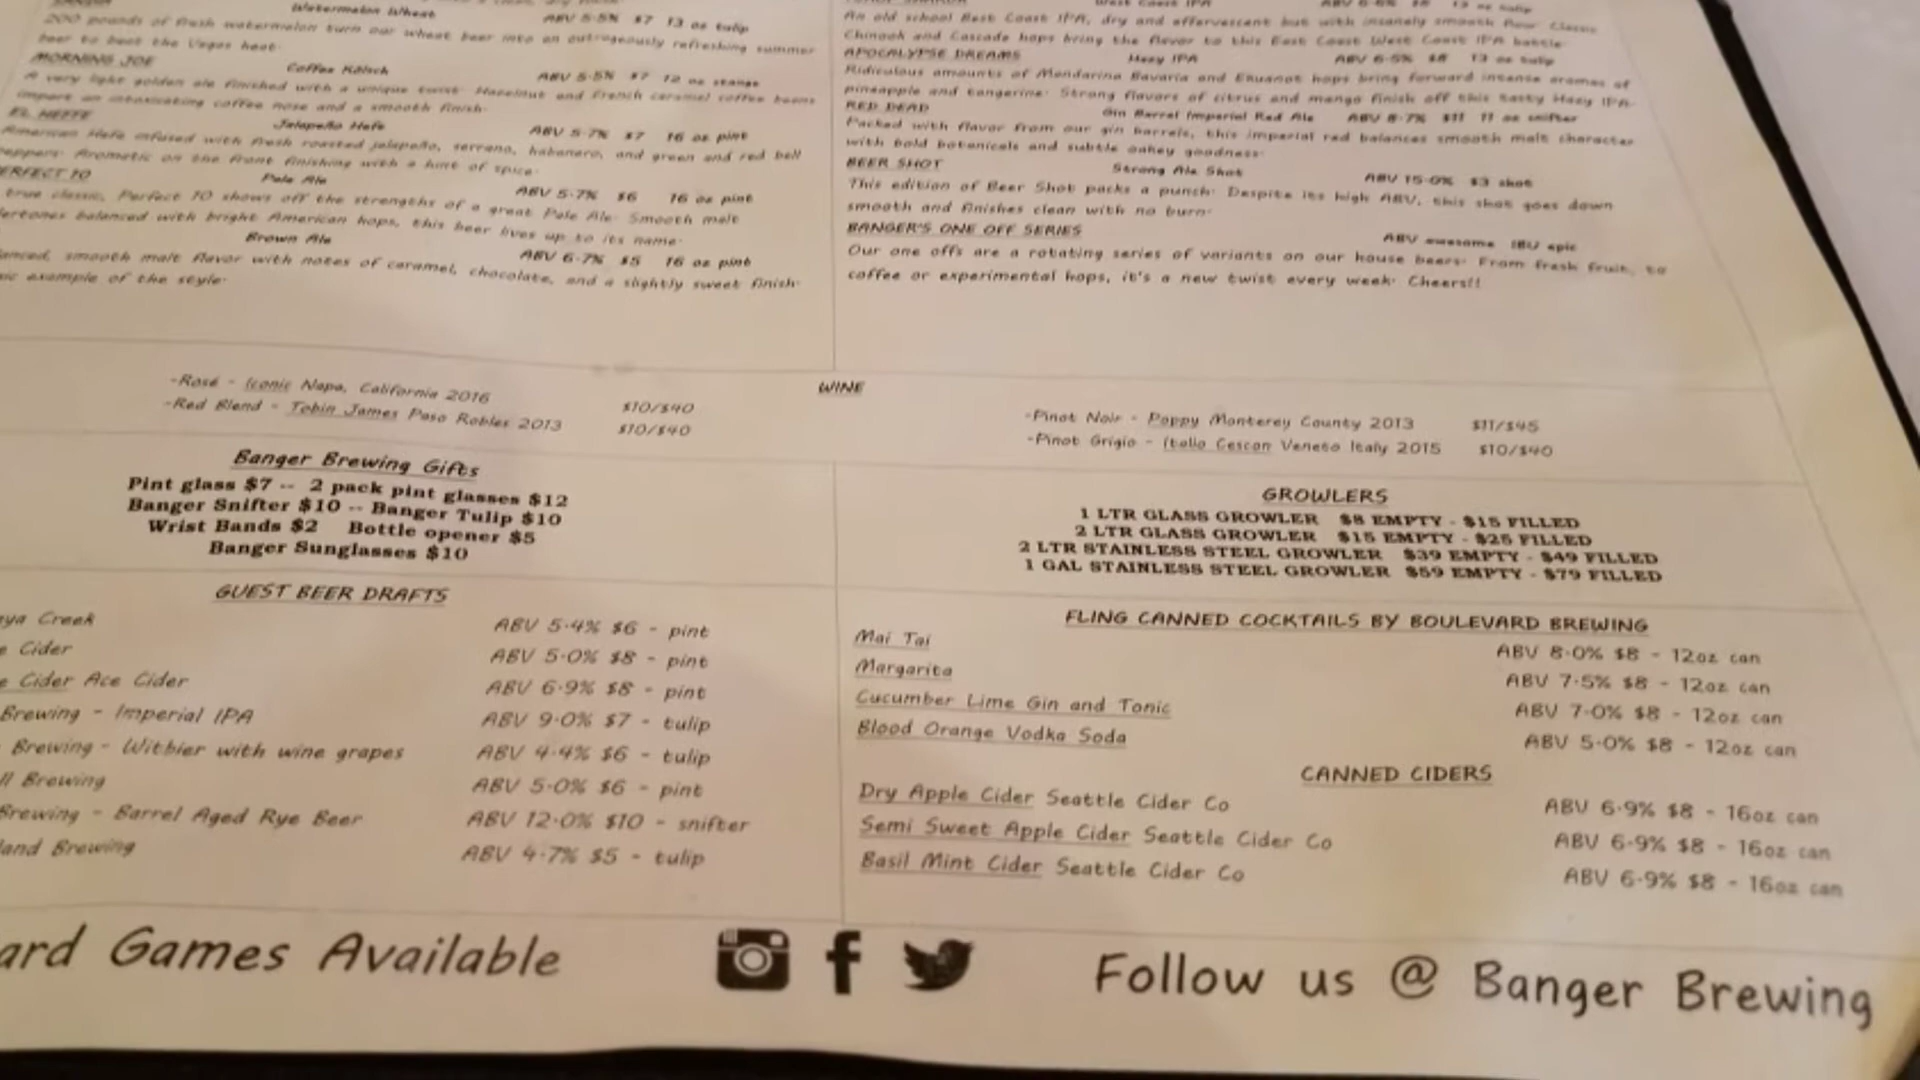 Watermelon Wheat ABV 5.5% $7 13 oz tulip
200 pounds of fresh watermelon turn our wheat beer into an outrageously refreshing summer
beer to beat the Vegas heat.
MORNING JOE Coffee Kölsch ABV 5.5% $7 12 oz stange
A very light golden ale finished with a unique twist. Hazelnut and French caramel coffee beans
impart an intoxicating coffee nose and a smooth finish.
EL HEFFE Jalapeño Hefe ABV 5.7% $7 16 oz pint
American Hefe infused with fresh roasted jalapeño, serrano, habanero, and green and red bell
peppers. Aromatic on the front finishing with a hint of spice.
PERFECT 10 Pale Ale ABV 5.7% $6 16 oz pint
true classic, Perfect 10 shows off the strengths of a great Pale Ale. Smooth malt
balanced with bright American hops, this beer lives up to its name.
Brown Ale ABV 6.7% $5 16 oz pint
smooth malt flavor with notes of caramel, chocolate, and a slightly sweet finish.
example of the style.
West Coast IPA
An old school Best Coast IPA, dry and effervescent but with insanely smooth flow. Classic
Chinook and Cascade hops bring the flavor to this East Coast West Coast IPA battle.
APOCALYPSE DREAMS Hazy IPA ABV 6.5% $8 13 oz tulip
Ridiculous amounts of Mandarina Bavaria and Ekuanot hops bring forward intense aromas of
pineapple and tangerine. Strong flavors of citrus and mango finish off this tasty Hazy IPA.
RED DEAD Gin Barrel Imperial Red Ale ABV 8.7% $11 11 oz snifter
Packed with flavor from our gin barrels, this imperial red balances smooth malt character
with bold botanicals and subtle oakey goodness.
BEER SHOT Strong Ale Shot ABV 15.0% $3 shot
This edition of Beer Shot packs a punch. Despite its high ABV, this shot goes down
smooth and finishes clean with no burn.
BANGER'S ONE OFF SERIES ABV awesome IBU epic
Our one offs are a rotating series of variants on our house beers. From fresh fruit, to
coffee or experimental hops, it's a new twist every week. Cheers!!
WINE
-Rosé - Iconic Napa, California 2016 $10/$40
-Red Blend - Tobin James Paso Robles 2013 $10/$40
-Pinot Noir - Poppy Monterey County 2013 $11/$45
-Pinot Grigio - Italo Cescon Veneto Italy 2015 $10/$40
Banger Brewing Gifts
Pint glass $7 -- 2 pack pint glasses $12
Banger Snifter $10 -- Banger Tulip $10
Wrist Bands $2 Bottle opener $5
Banger Sunglasses $10
GROWLERS
1 LTR GLASS GROWLER $8 EMPTY - $15 FILLED
2 LTR GLASS GROWLER $15 EMPTY - $25 FILLED
2 LTR STAINLESS STEEL GROWLER $39 EMPTY - $49 FILLED
1 GAL STAINLESS STEEL GROWLER $59 EMPTY - $79 FILLED
GUEST BEER DRAFTS
Creek ABV 5.4% $6 - pint
Cider ABV 5.0% $8 - pint
Cider Ace Cider ABV 6.9% $8 - pint
Brewing - Imperial IPA ABV 9.0% $7 - tulip
Brewing - Witbier with wine grapes ABV 4.4% $6 - tulip
Brewing ABV 5.0% $6 - pint
Brewing - Barrel Aged Rye Beer ABV 12.0% $10 - snifter
Brewing ABV 4.7% $5 - tulip
FLING CANNED COCKTAILS BY BOULEVARD BREWING
Mai Tai ABV 8.0% $8 - 12oz can
Margarita ABV 7.5% $8 - 12oz can
Cucumber Lime Gin and Tonic ABV 7.0% $8 - 12oz can
Blood Orange Vodka Soda ABV 5.0% $8 - 12oz can
CANNED CIDERS
Dry Apple Cider Seattle Cider Co ABV 6.9% $8 - 16oz can
Semi Sweet Apple Cider Seattle Cider Co ABV 6.9% $8 - 16oz can
Basil Mint Cider Seattle Cider Co ABV 6.9% $8 - 16oz can
ard Games Available
Follow us @ Banger Brewing